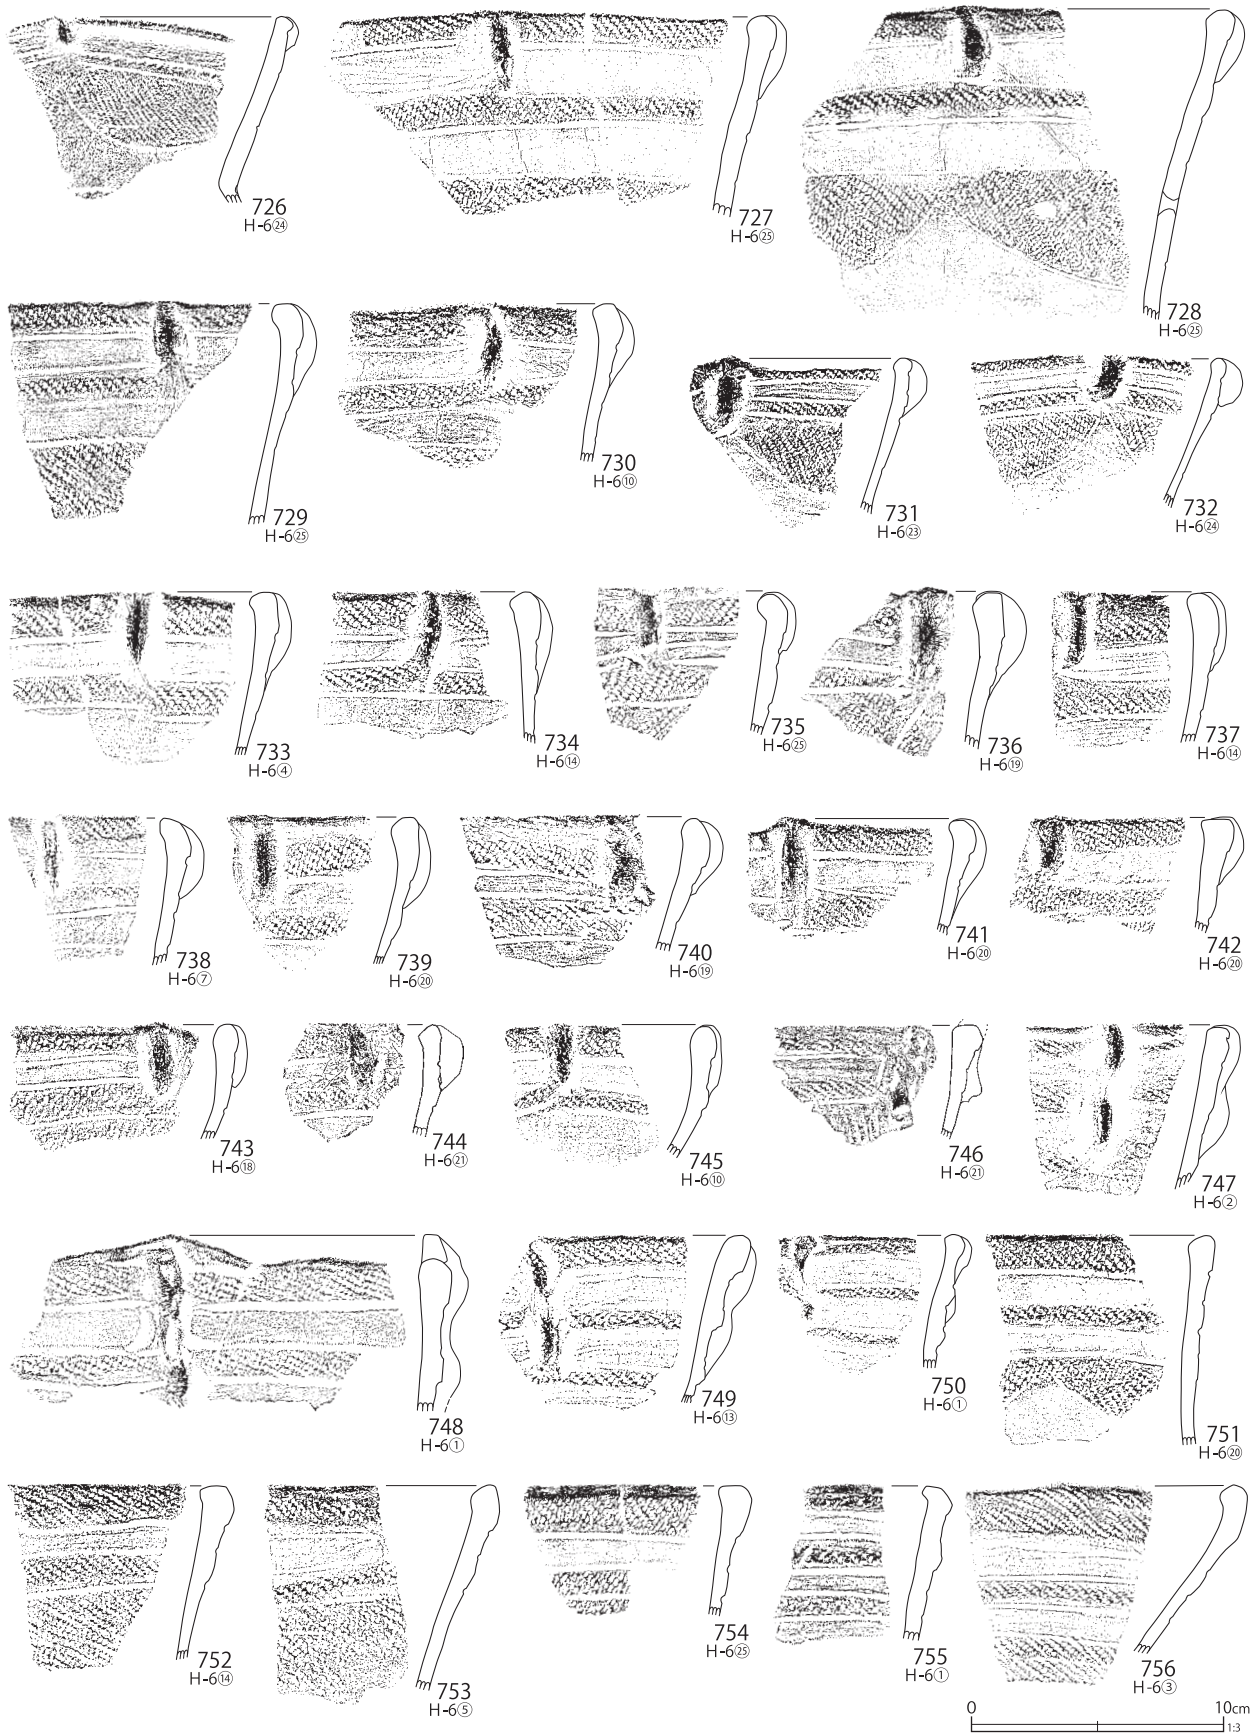 726
H-6㉔
727
H-6㉕
728
H-6㉕
729
H-6㉕
730
H-6⑩
731
H-6㉓
732
H-6㉔
733
H-6④
734
H-6⑭
735
H-6㉕
736
H-6⑲
737
H-6⑭
738
H-6⑦
739
H-6⑳
740
H-6⑲
741
H-6⑳
742
H-6⑳
743
H-6⑱
744
H-6㉑
745
H-6⑩
746
H-6㉑
747
H-6②
748
H-6①
749
H-6⑬
750
H-6①
751
H-6⑳
752
H-6⑭
753
H-6⑤
754
H-6㉕
755
H-6①
756
H-6③
0 10cm
1:3